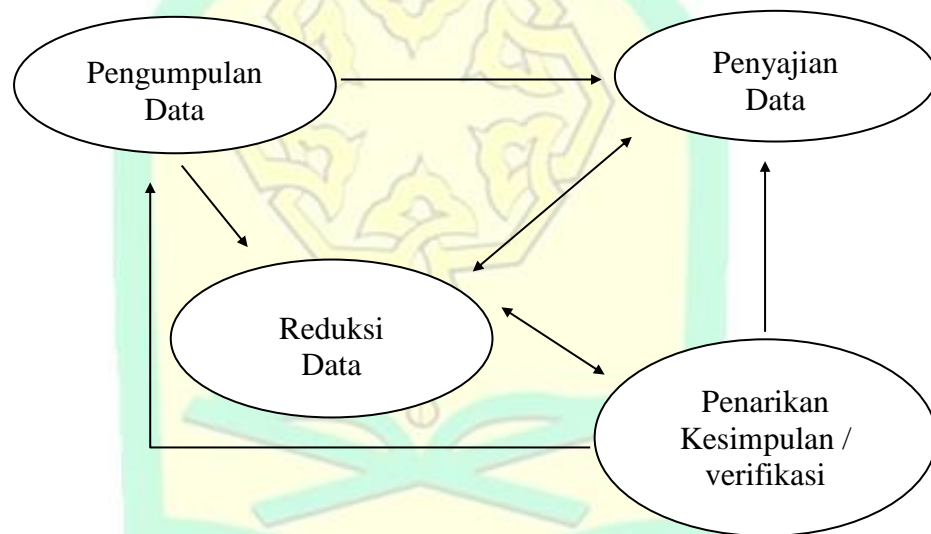 Pengumpulan
Data
Penyajian
Data
Reduksi
Data
Penarikan
Kesimpulan /
verifikasi